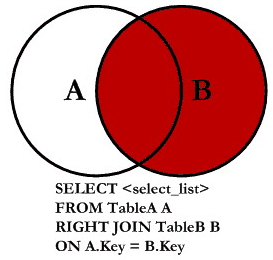 A B
SELECT <select_list>
FROM TableA A
RIGHT JOIN TableB B
ON A.Key = B.Key